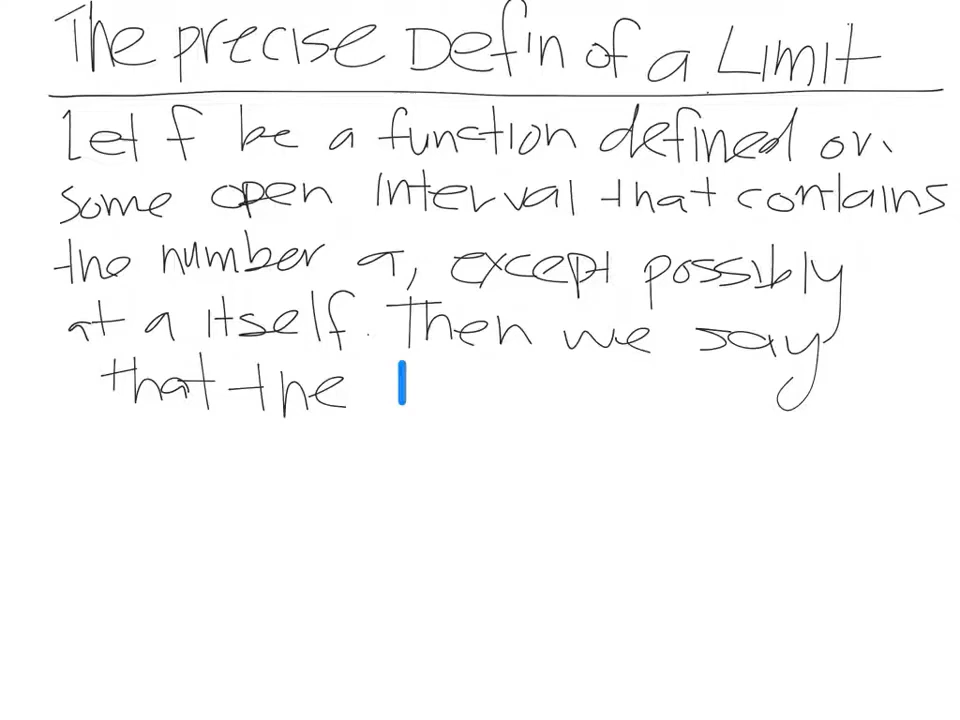 The precise Defin of a Limit
Let f be a function defined on
some open interval that contains
the number a, except possibly
at a itself. Then we say
that the